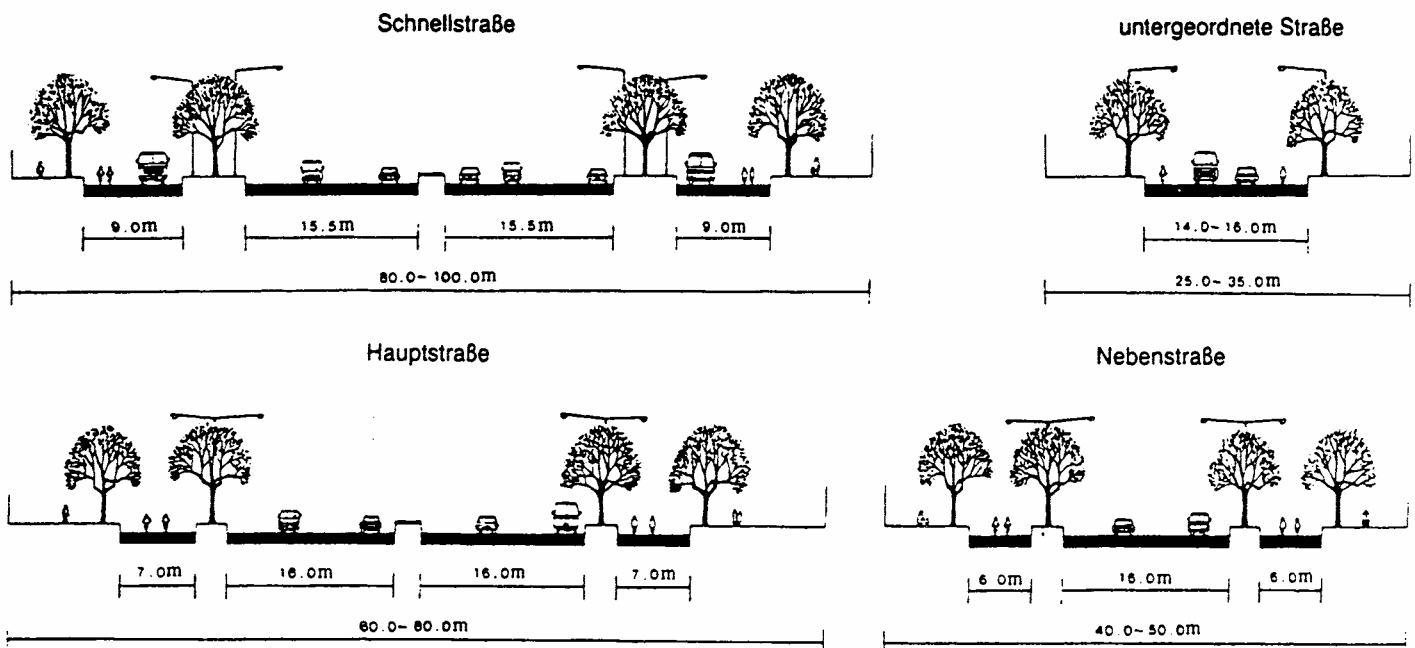 Schnellstraße
9.0m
15.5m
15.5m
9.0m
80.0-100.0m
untergeordnete Straße
14.0-16.0m
25.0-35.0m
Hauptstraße
7.0m
16.0m
16.0m
7.0m
60.0-80.0m
Nebenstraße
6.0m
16.0m
6.0m
40.0-50.0m